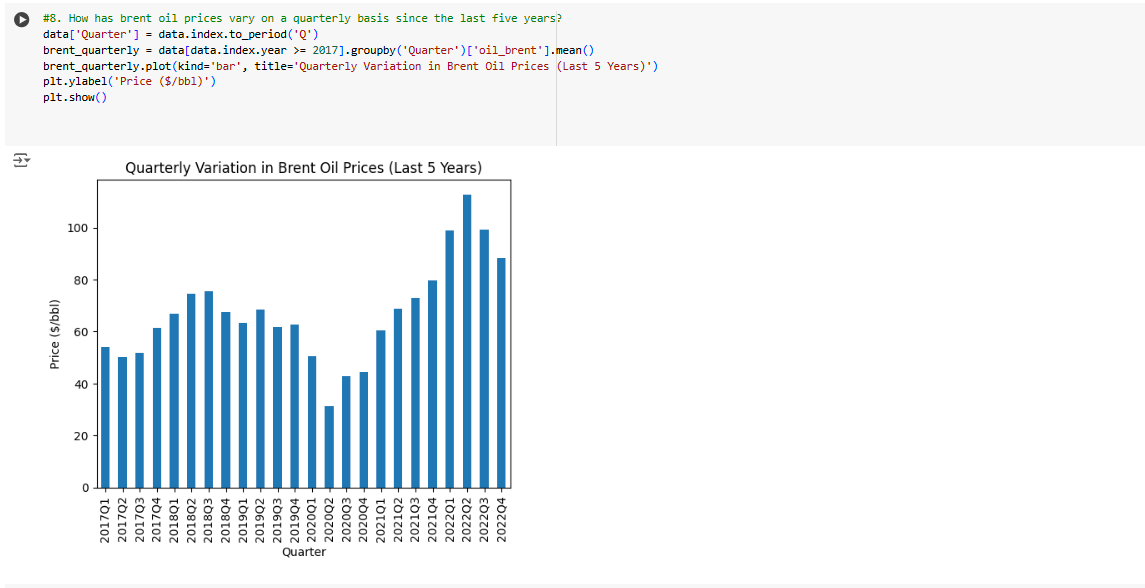 #8. How has brent oil prices vary on a quarterly basis since the last five years?
data['Quarter'] = data.index.to_period('Q')
brent_quarterly = data[data.index.year >= 2017].groupby('Quarter')['oil_brent'].mean()
brent_quarterly.plot(kind='bar', title='Quarterly Variation in Brent Oil Prices (Last 5 Years)')
plt.ylabel('Price ($/bbl)')
plt.show()
Quarterly Variation in Brent Oil Prices (Last 5 Years)
Price ($/bbl)
100
80
60
40
20
0
2017Q1
2017Q2
2017Q3
2017Q4
2018Q1
2018Q2
2018Q3
2018Q4
2019Q1
2019Q2
2019Q3
2019Q4
2020Q1
2020Q2
2020Q3
2020Q4
2021Q1
2021Q2
2021Q3
2021Q4
2022Q1
2022Q2
2022Q3
2022Q4
Quarter